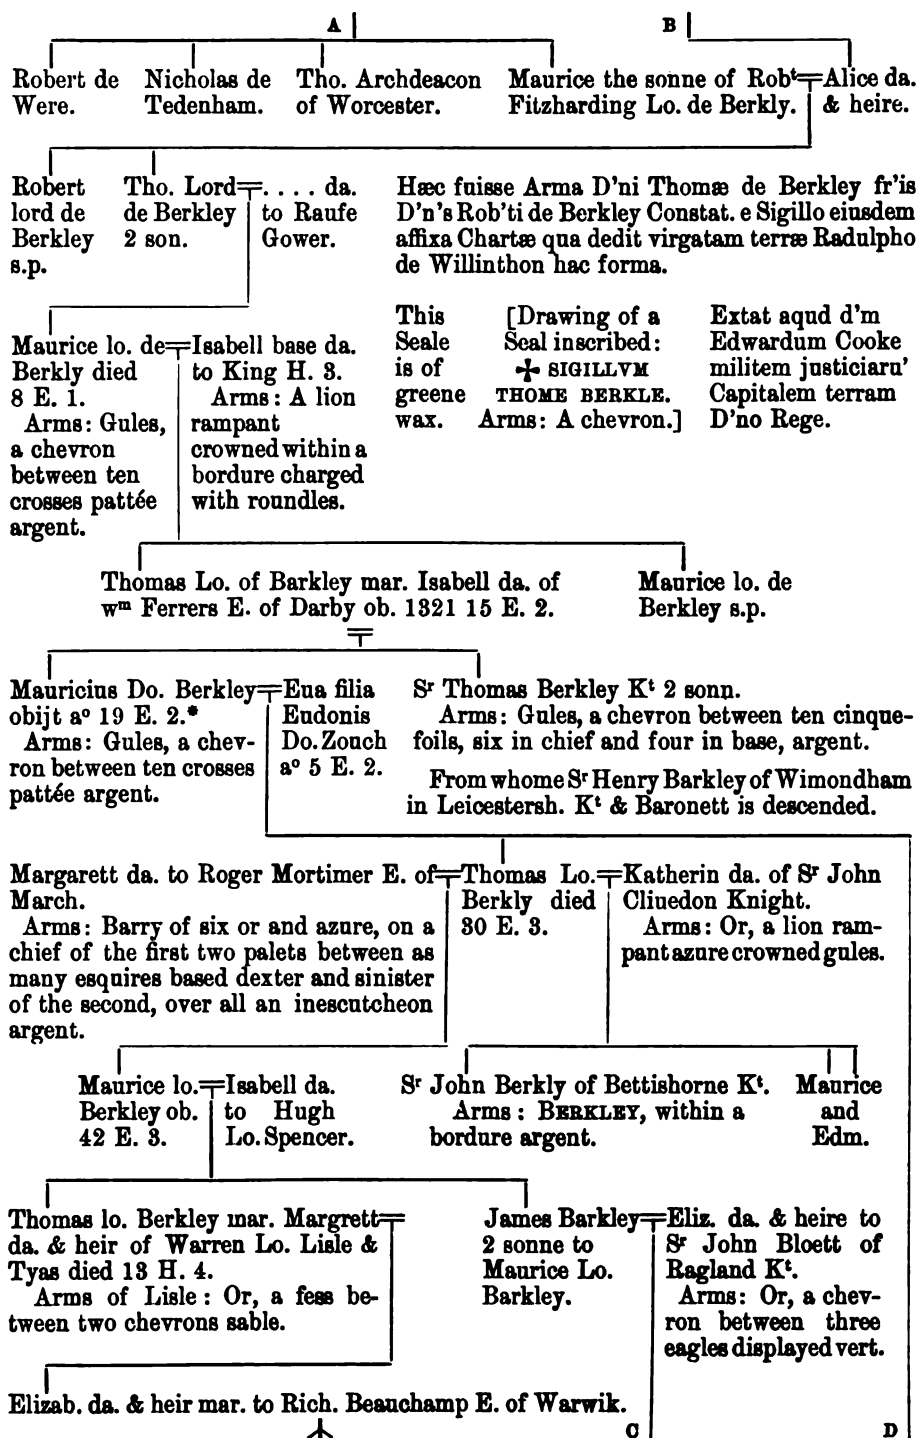 A B
Robert de
Were.
Nicholas de
Tedenham.
Tho. Archdeacon
of Worcester.
Maurice the sonne of Robᵗ
Fitzharding Lo. de Berkly.
Alice da.
& heire.
Robert
lord de
Berkley
s.p.
Tho. Lord
de Berkley
2 son.
. . . . da.
to Raufe
Gower.
Hæc fuisse Arma D'ni Thomæ de Berkley fr'is
D'n's Rob'ti de Berkley Constat. e Sigillo eiusdem
affixa Chartæ qua dedit virgatam terræ Radulpho
de Willinthon hac forma.
This
Seale
is of
greene
wax.
[Drawing of a
Seal inscribed:
✠ SIGILLVM
THOME BERKLE.
Arms: A chevron.]
Extat aqud d'm
Edwardum Cooke
militem justiciaru'
Capitalem terram
D'no Rege.
Maurice lo. de
Berkly died
8 E. 1.
Arms: Gules,
a chevron
between ten
crosses pattée
argent.
Isabell base da.
to King H. 3.
Arms: A lion
rampant
crowned within a
bordure charged
with roundles.
Thomas Lo. of Barkley mar. Isabell da. of
wᵐ Ferrers E. of Darby ob. 1321 15 E. 2.
Maurice lo. de
Berkley s.p.
Mauricius Do. Berkley
obijt aº 19 E. 2.*
Arms: Gules, a chev-
ron between ten crosses
pattée argent.
Eua filia
Eudonis
Do. Zouch
aº 5 E. 2.
Sʳ Thomas Berkley Kᵗ 2 sonn.
Arms: Gules, a chevron between ten cinque-
foils, six in chief and four in base, argent.
From whome Sʳ Henry Barkley of Wimondham
in Leicestersh. Kᵗ & Baronett is descended.
Margarett da. to Roger Mortimer E. of
March.
Arms: Barry of six or and azure, on a
chief of the first two palets between as
many esquires based dexter and sinister
of the second, over all an inescutcheon
argent.
Thomas Lo.
Berkly died
30 E. 3.
Katherin da. of Sʳ John
Cliuedon Knight.
Arms: Or, a lion ram-
pant azure crowned gules.
Maurice lo.
Berkley ob.
42 E. 3.
Isabell da.
to Hugh
Lo. Spencer.
Sʳ John Berkly of Bettishorne Kᵗ.
Arms: BERKLEY, within a
bordure argent.
Maurice
and
Edm.
Thomas lo. Berkley mar. Margrett
da. & heir of Warren Lo. Lisle &
Tyas died 13 H. 4.
Arms of Lisle: Or, a fess be-
tween two chevrons sable.
James Barkley
2 sonne to
Maurice Lo.
Barkley.
Eliz. da. & heire to
Sʳ John Bloett of
Ragland Kᵗ.
Arms: Or, a chev-
ron between three
eagles displayed vert.
Elizab. da. & heir mar. to Rich. Beauchamp E. of Warwik.
C D